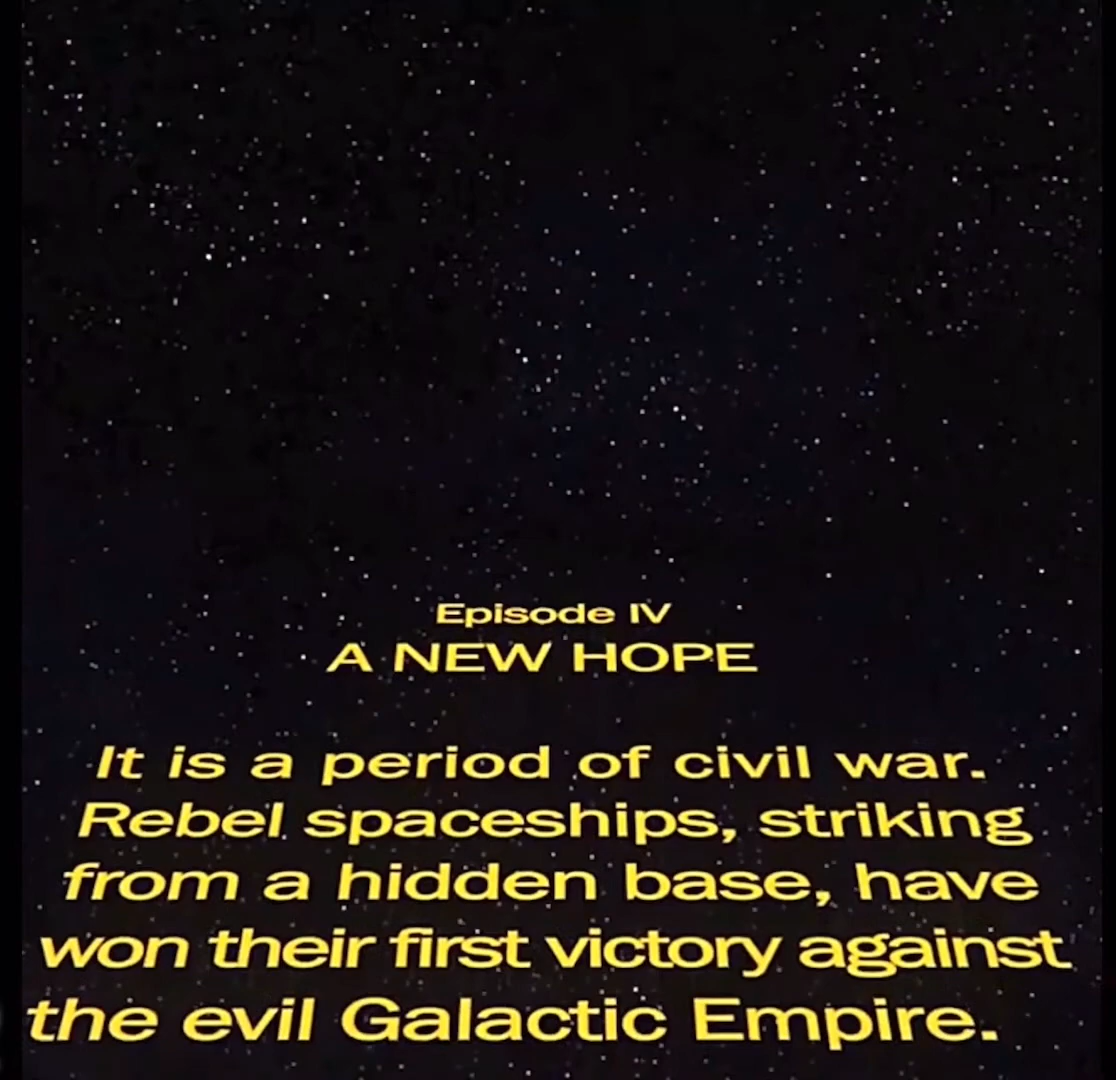 Episode IV
A NEW HOPE
It is a period of civil war.
Rebel spaceships, striking
from a hidden base, have
won their first victory against
the evil Galactic Empire.